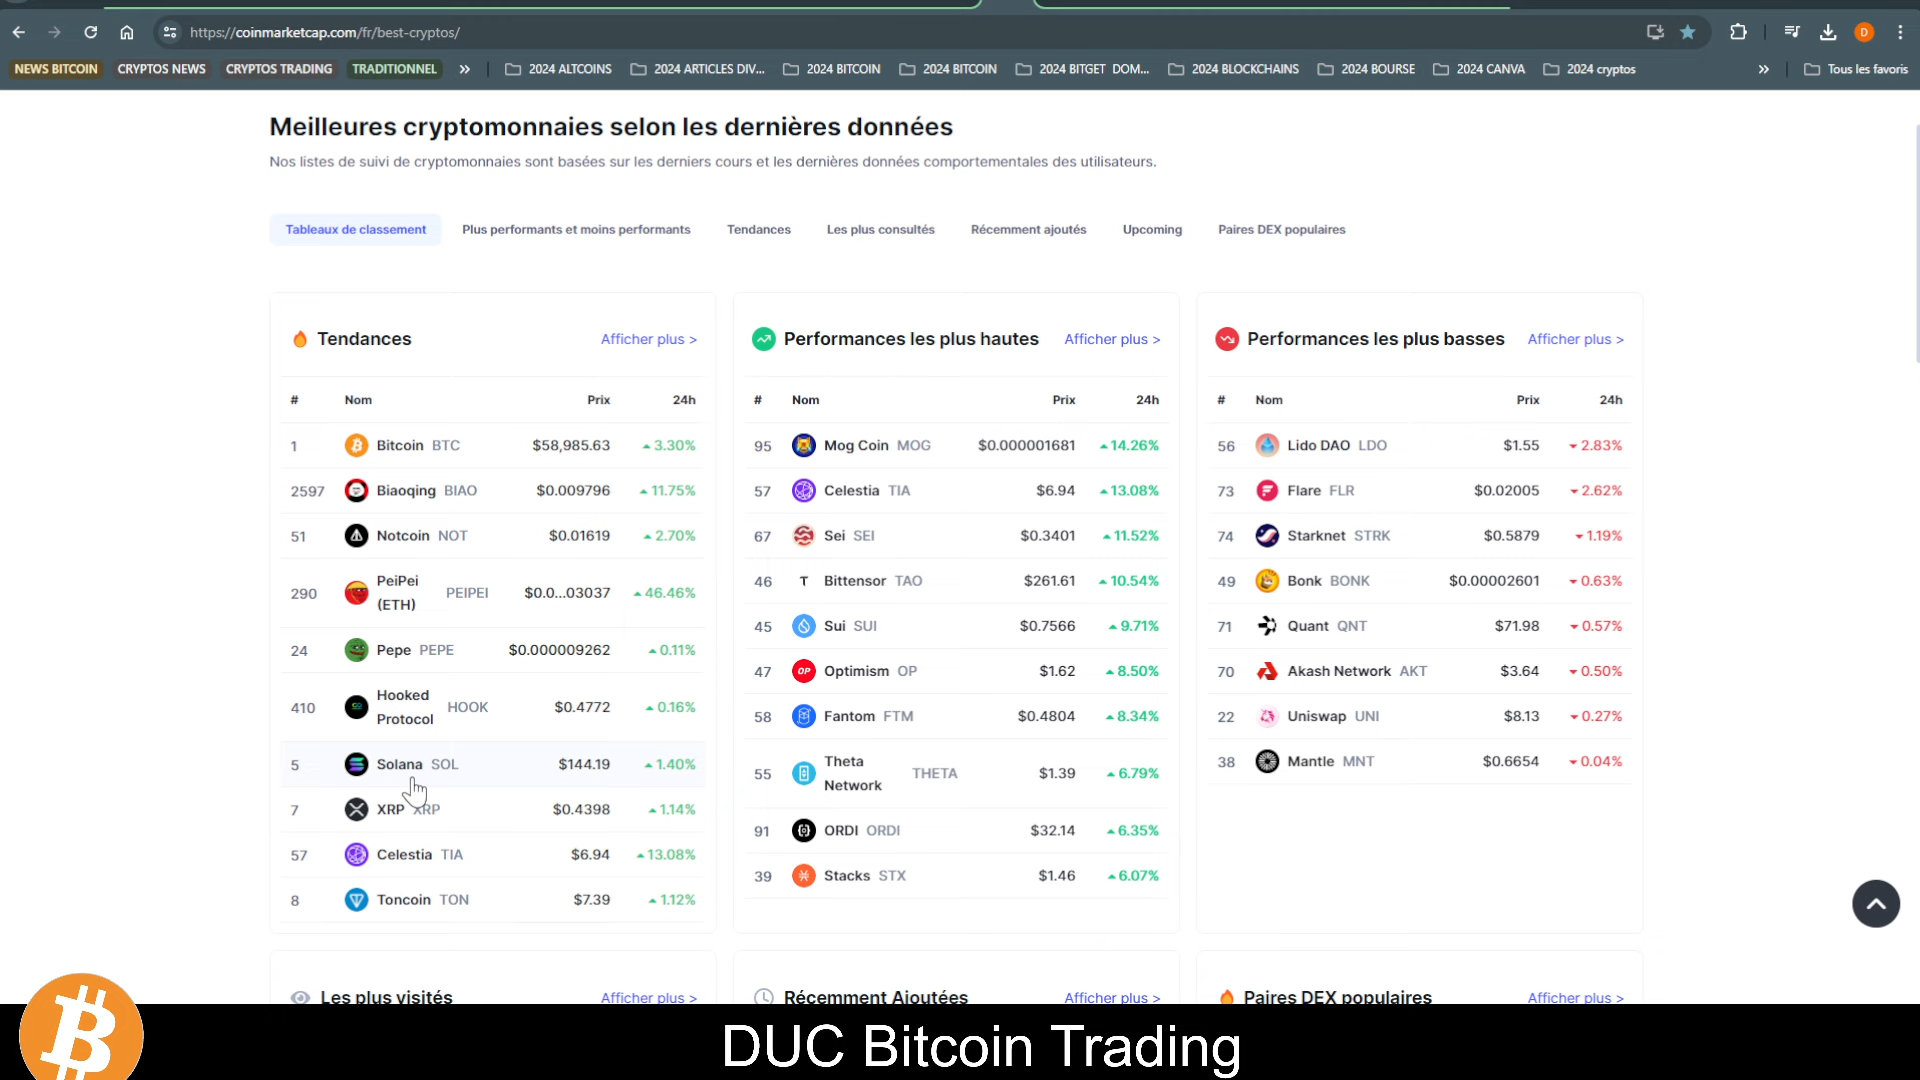 https://coinmarketcap.com/fr/best-cryptos/
D
NEWS BITCOIN CRYPTOS NEWS CRYPTOS TRADING TRADITIONNEL » 2024 ALTCOINS 2024 ARTICLES DIV... 2024 BITCOIN 2024 BITCOIN 2024 BITGET DOM... 2024 BLOCKCHAINS 2024 BOURSE 2024 CANVA 2024 cryptos » Tous les favoris
Meilleures cryptomonnaies selon les dernières données
Nos listes de suivi de cryptomonnaies sont basées sur les derniers cours et les dernières données comportementales des utilisateurs.
Tableaux de classement Plus performants et moins performants Tendances Les plus consultés Récemment ajoutés Upcoming Paires DEX populaires
Tendances Afficher plus >
# Nom Prix 24h
1 Bitcoin BTC $58,985.63 3.30%
2597 Biaoqing BIAO $0.009796 11.75%
51 Notcoin NOT $0.01619 2.70%
290 PeiPei (ETH) PEIPEI $0.0...03037 46.46%
24 Pepe PEPE $0.000009262 0.11%
410 Hooked Protocol HOOK $0.4772 0.16%
5 Solana SOL $144.19 1.40%
7 XRP XRP $0.4398 1.14%
57 Celestia TIA $6.94 13.08%
8 Toncoin TON $7.39 1.12%
Performances les plus hautes Afficher plus >
# Nom Prix 24h
95 Mog Coin MOG $0.000001681 14.26%
57 Celestia TIA $6.94 13.08%
67 Sei SEI $0.3401 11.52%
46 T Bittensor TAO $261.61 10.54%
45 Sui SUI $0.7566 9.71%
47 OP Optimism OP $1.62 8.50%
58 Fantom FTM $0.4804 8.34%
55 Theta Network THETA $1.39 6.79%
91 ORDI ORDI $32.14 6.35%
39 Stacks STX $1.46 6.07%
Performances les plus basses Afficher plus >
# Nom Prix 24h
56 Lido DAO LDO $1.55 2.83%
73 Flare FLR $0.02005 2.62%
74 Starknet STRK $0.5879 1.19%
49 Bonk BONK $0.00002601 0.63%
71 Quant QNT $71.98 0.57%
70 Akash Network AKT $3.64 0.50%
22 Uniswap UNI $8.13 0.27%
38 Mantle MNT $0.6654 0.04%
Les plus visités Afficher plus >
Récemment Ajoutées Afficher plus >
Paires DEX populaires Afficher plus >
DUC Bitcoin Trading